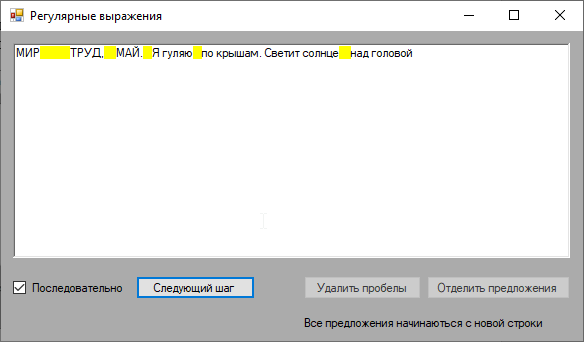 Регулярные выражения
МИР ТРУД, МАЙ. Я гуляю по крышам. Светит солнце над головой
Последовательно
Следующий шаг
Удалить пробелы
Отделить предложения
Все предложения начинаються с новой строки